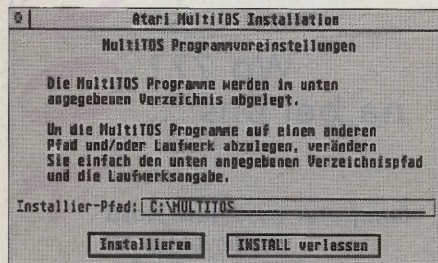 Atari MultiTOS Installation
MultiTOS Programmvoreinstellungen
Die MultiTOS Programme werden im unten
angegebenen Verzeichnis abgelegt.
Um die MultiTOS Programme auf einem anderen
Pfad und/oder Laufwerk abzulegen, verändern
Sie einfach den unten angegebenen Verzeichnispfad
und die Laufwerksangabe.
Installier-Pfad: C:\MULTITOS
Installieren INSTALL verlassen